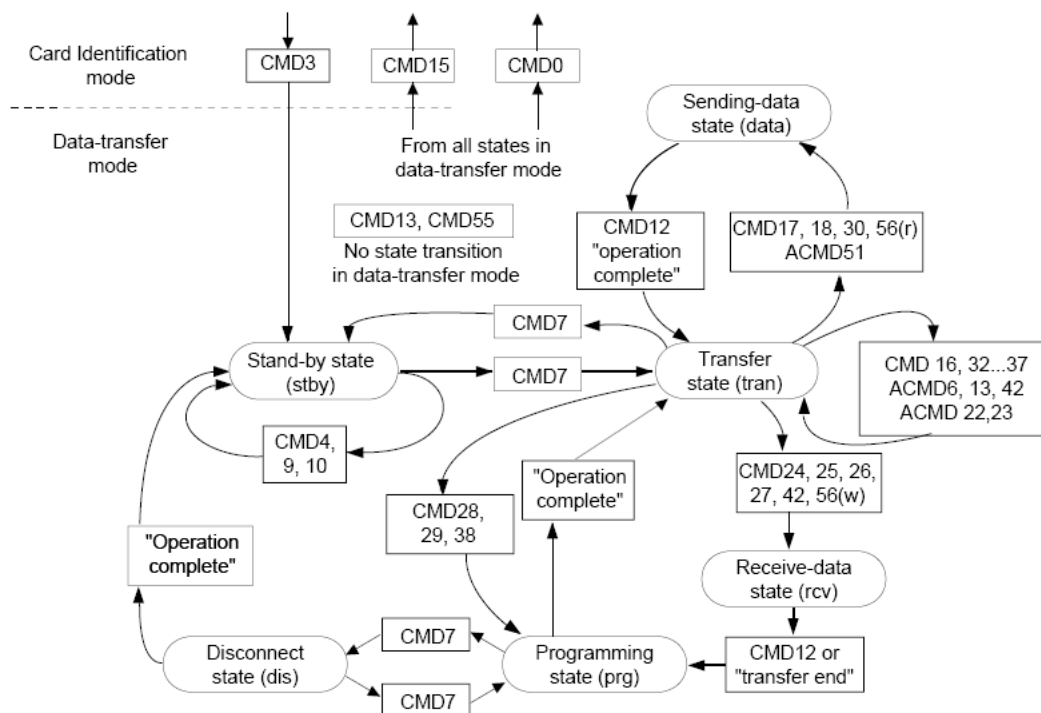 Card Identification
mode
CMD3
CMD15
CMD0
Data-transfer
mode
From all states in
data-transfer mode
Sending-data
state (data)
CMD13, CMD55
No state transition
in data-transfer mode
CMD12
"operation
complete"
CMD17, 18, 30, 56(r)
ACMD51
CMD7
Stand-by state
(stby)
CMD7
Transfer
state (tran)
CMD 16, 32...37
ACMD6, 13, 42
ACMD 22,23
CMD4,
9, 10
CMD24, 25, 26,
27, 42, 56(w)
"Operation
complete"
CMD28,
29, 38
"Operation
complete"
Receive-data
state (rcv)
CMD7
Disconnect
state (dis)
Programming
state (prg)
CMD12 or
"transfer end"
CMD7